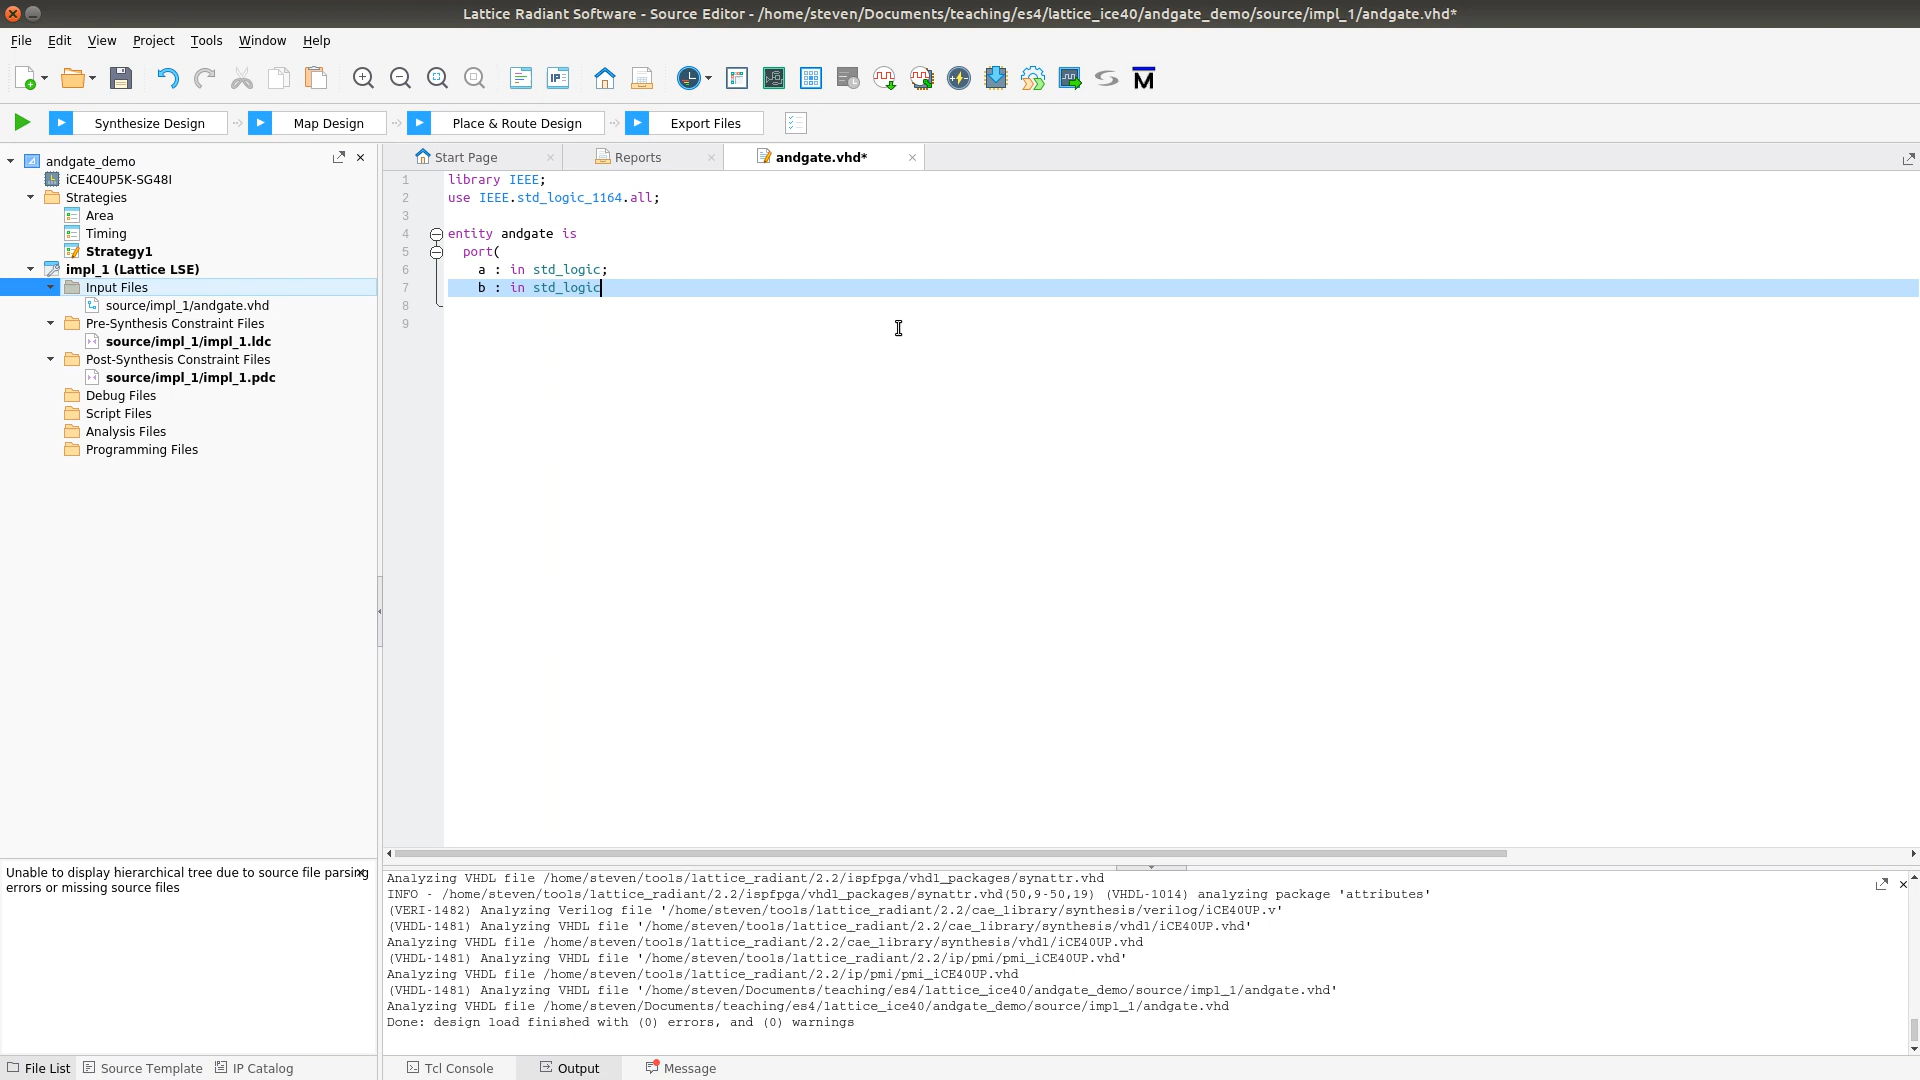 Lattice Radiant Software - Source Editor - /home/steven/Documents/teaching/es4/lattice_ice40/andgate_demo/source/impl_1/andgate.vhd*
File Edit View Project Tools Window Help
IP
M
Synthesize Design Map Design Place & Route Design Export Files
andgate_demo
iCE40UP5K-SG48I
Strategies
Area
Timing
Strategy1
impl_1 (Lattice LSE)
Input Files
source/impl_1/andgate.vhd
Pre-Synthesis Constraint Files
source/impl_1/impl_1.ldc
Post-Synthesis Constraint Files
source/impl_1/impl_1.pdc
Debug Files
Script Files
Analysis Files
Programming Files
Unable to display hierarchical tree due to source file parsing
errors or missing source files
File List Source Template IP Catalog
Start Page Reports andgate.vhd*
1 library IEEE;
2 use IEEE.std_logic_1164.all;
3
4 entity andgate is
5 port(
6 a : in std_logic;
7 b : in std_logic
8
9
Analyzing VHDL file /home/steven/tools/lattice_radiant/2.2/ispfpga/vhdl_packages/synattr.vhd
INFO - /home/steven/tools/lattice_radiant/2.2/ispfpga/vhdl_packages/synattr.vhd(50,9-50,19) (VHDL-1014) analyzing package 'attributes'
(VERI-1482) Analyzing Verilog file '/home/steven/tools/lattice_radiant/2.2/cae_library/synthesis/verilog/iCE40UP.v'
(VHDL-1481) Analyzing VHDL file '/home/steven/tools/lattice_radiant/2.2/cae_library/synthesis/vhdl/iCE40UP.vhd'
Analyzing VHDL file /home/steven/tools/lattice_radiant/2.2/cae_library/synthesis/vhdl/iCE40UP.vhd
(VHDL-1481) Analyzing VHDL file '/home/steven/tools/lattice_radiant/2.2/ip/pmi/pmi_iCE40UP.vhd'
Analyzing VHDL file /home/steven/tools/lattice_radiant/2.2/ip/pmi/pmi_iCE40UP.vhd
(VHDL-1481) Analyzing VHDL file '/home/steven/Documents/teaching/es4/lattice_ice40/andgate_demo/source/impl_1/andgate.vhd'
Analyzing VHDL file /home/steven/Documents/teaching/es4/lattice_ice40/andgate_demo/source/impl_1/andgate.vhd
Done: design load finished with (0) errors, and (0) warnings
Tcl Console Output Message